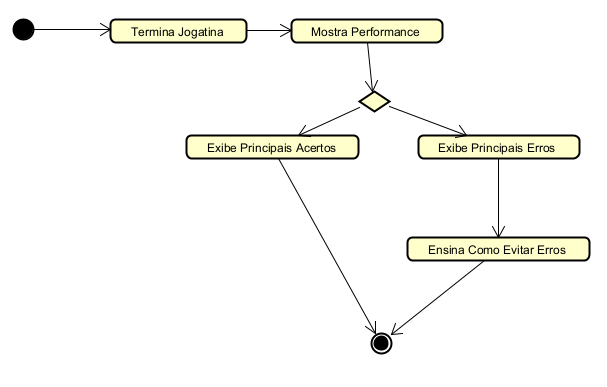 Termina Jogatina
Mostra Performance
Exibe Principais Acertos
Exibe Principais Erros
Ensina Como Evitar Erros